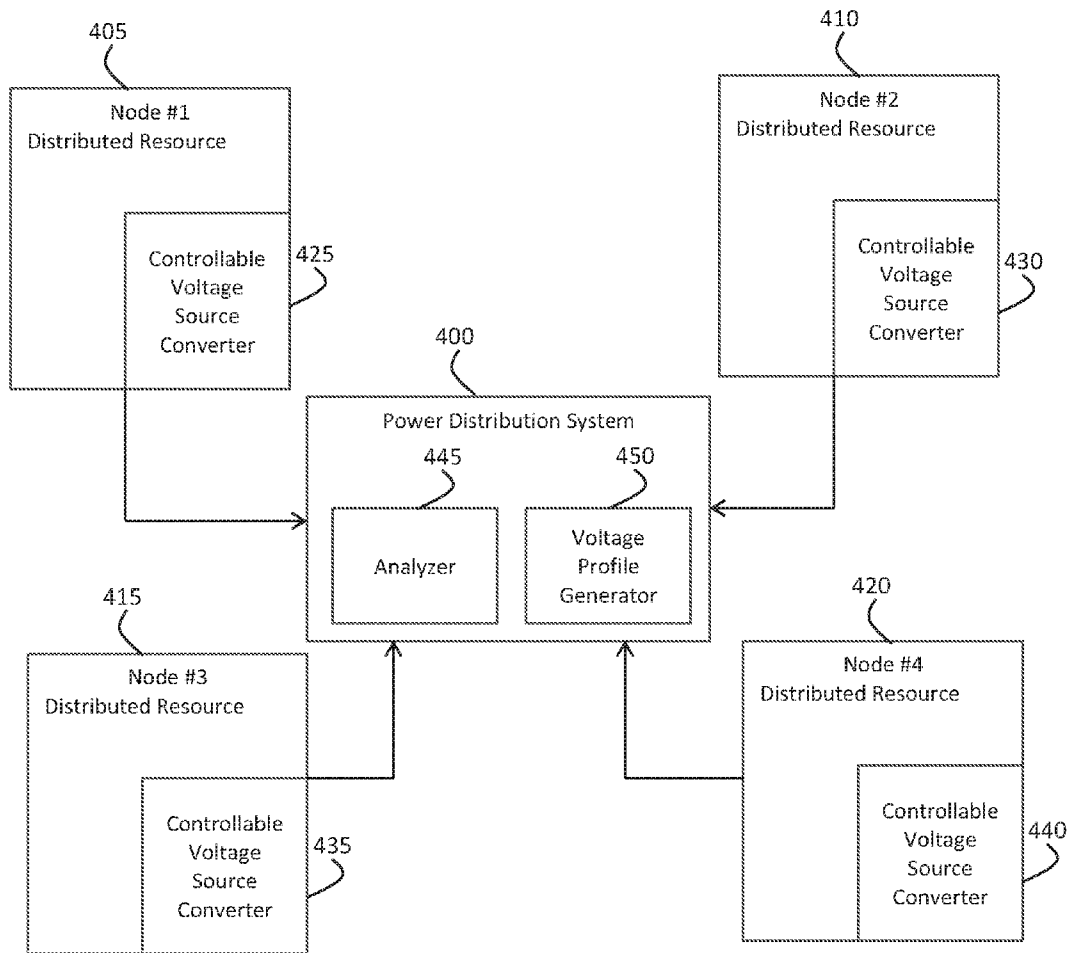 405
Node #1
Distributed Resource
Controllable
Voltage
Source
Converter
425
410
Node #2
Distributed Resource
Controllable
Voltage
Source
Converter
430
400
Power Distribution System
445
Analyzer
450
Voltage
Profile
Generator
415
Node #3
Distributed Resource
Controllable
Voltage
Source
Converter
435
420
Node #4
Distributed Resource
Controllable
Voltage
Source
Converter
440